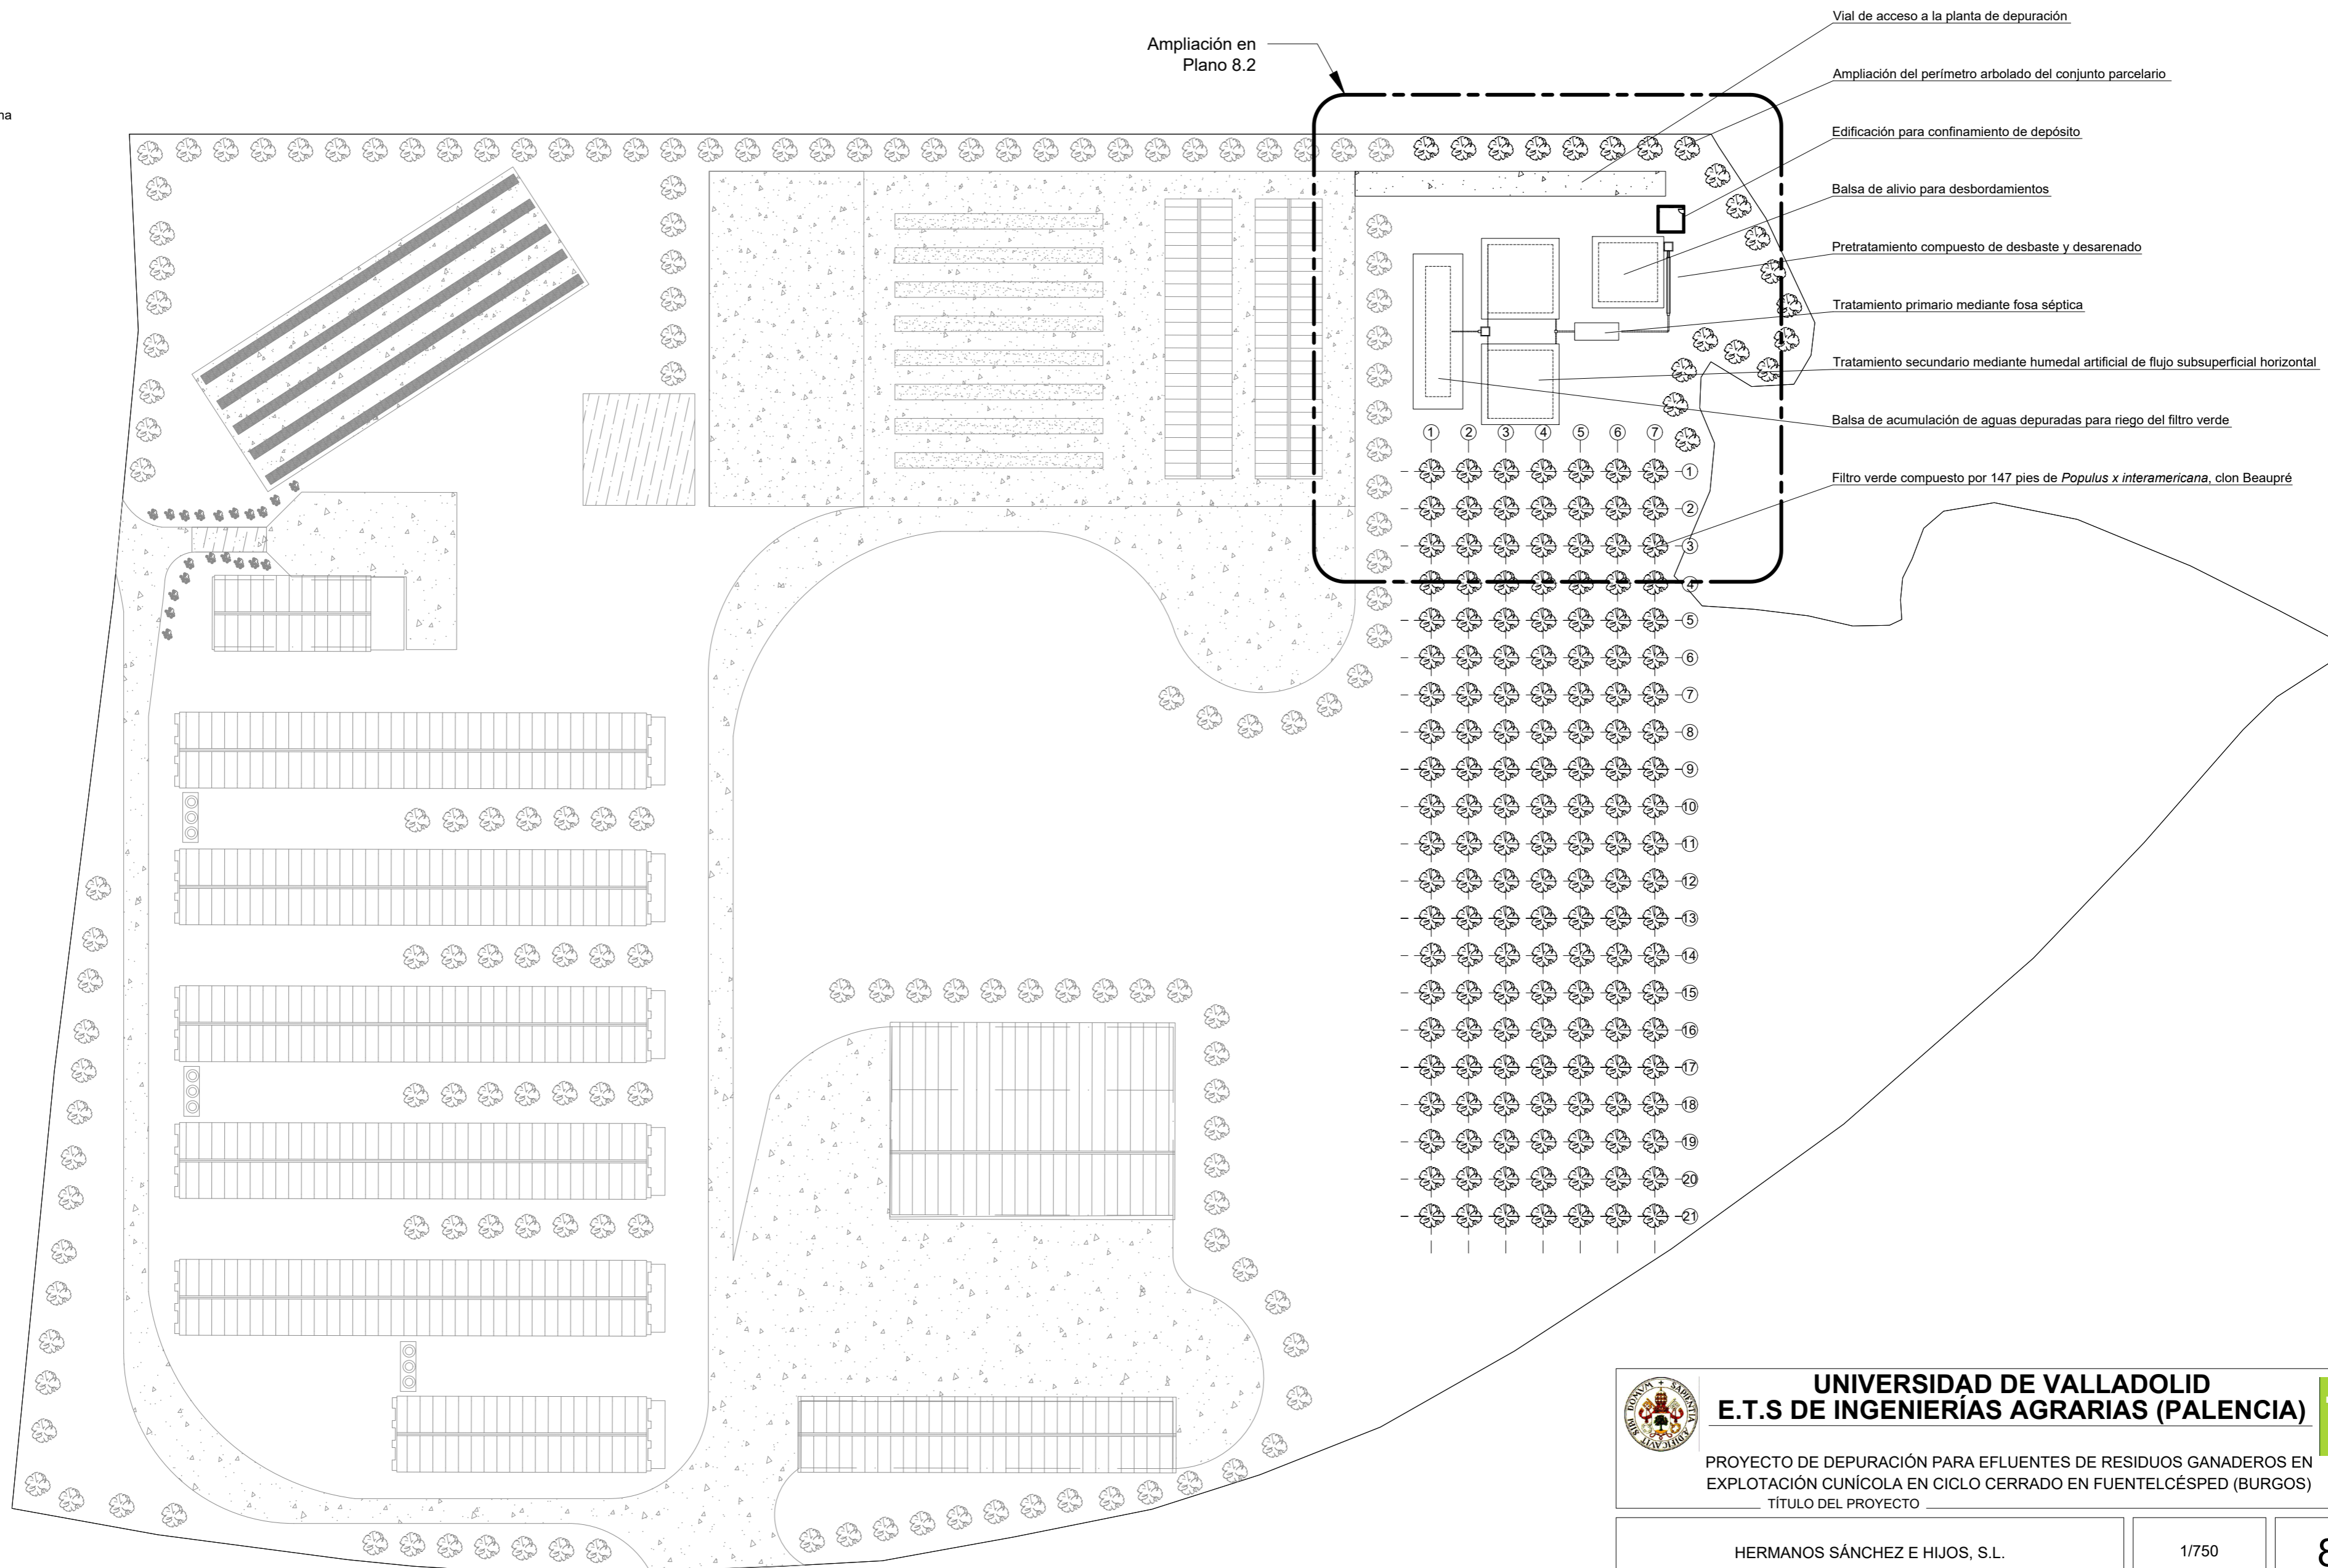 Vial de acceso a la planta de depuración
Ampliación en
Plano 8.2
Ampliación del perímetro arbolado del conjunto parcelario
Edificación para confinamiento de depósito
Balsa de alivio para desbordamientos
Pretratamiento compuesto de desbaste y desarenado
Tratamiento primario mediante fosa séptica
Tratamiento secundario mediante humedal artificial de flujo subsuperficial horizontal
Balsa de acumulación de aguas depuradas para riego del filtro verde
Filtro verde compuesto por 147 pies de Populus x interamericana, clon Beaupré
1 2 3 4 5 6 7
1
2
3
4
5
6
7
8
9
10
11
12
13
14
15
16
17
18
19
20
21
UNIVERSIDAD DE VALLADOLID
E.T.S DE INGENIERÍAS AGRARIAS (PALENCIA)
PROYECTO DE DEPURACIÓN PARA EFLUENTES DE RESIDUOS GANADEROS EN
EXPLOTACIÓN CUNÍCOLA EN CICLO CERRADO EN FUENTELCÉSPED (BURGOS)
TÍTULO DEL PROYECTO
HERMANOS SÁNCHEZ E HIJOS, S.L.
1/750